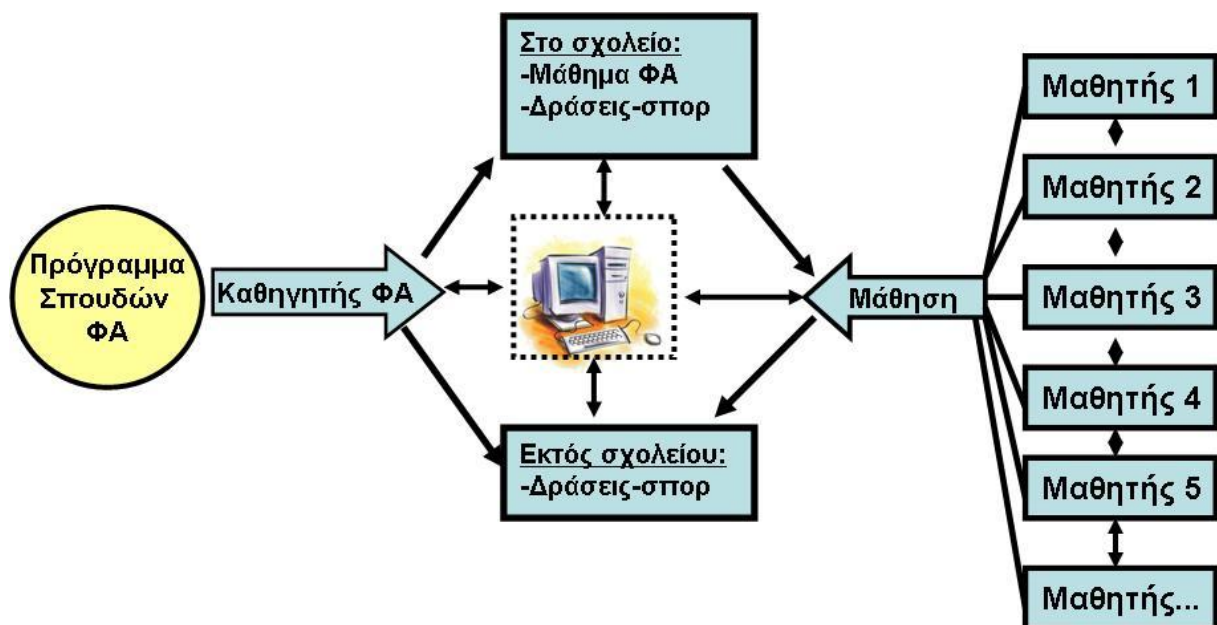 Πρόγραμμα
Σπουδών
ΦΑ
Καθηγητής ΦΑ
Στο σχολείο:
-Μάθημα ΦΑ
-Δράσεις-σπορ
Εκτός σχολείου:
-Δράσεις-σπορ
Μάθηση
Μαθητής 1
Μαθητής 2
Μαθητής 3
Μαθητής 4
Μαθητής 5
Μαθητής...